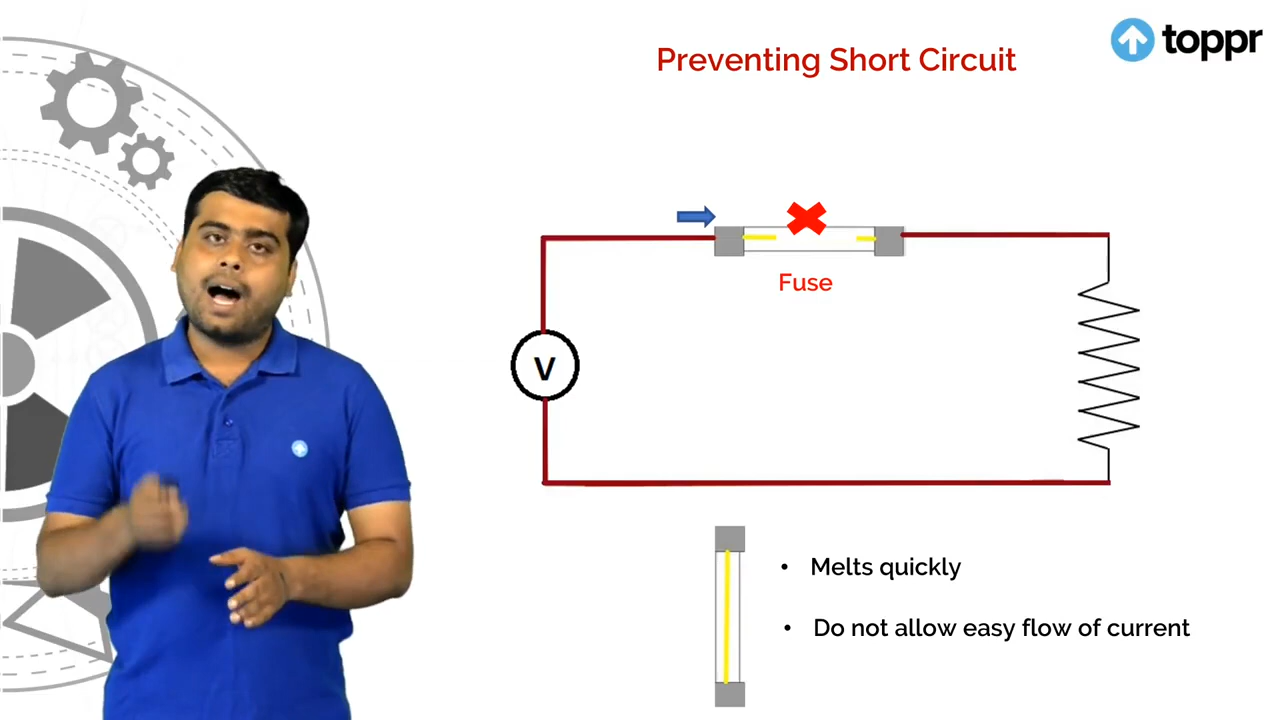 Preventing Short Circuit
toppr
Fuse
V
• Melts quickly
• Do not allow easy flow of current